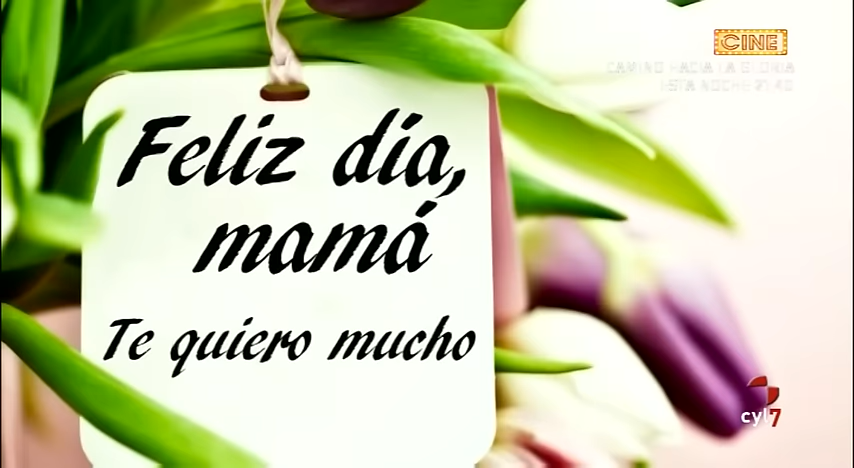 CINE
CAMINO HACIA LA GLORIA
ESTA NOCHE 21:40
Feliz día,
mamá
Te quiero mucho
cyl7